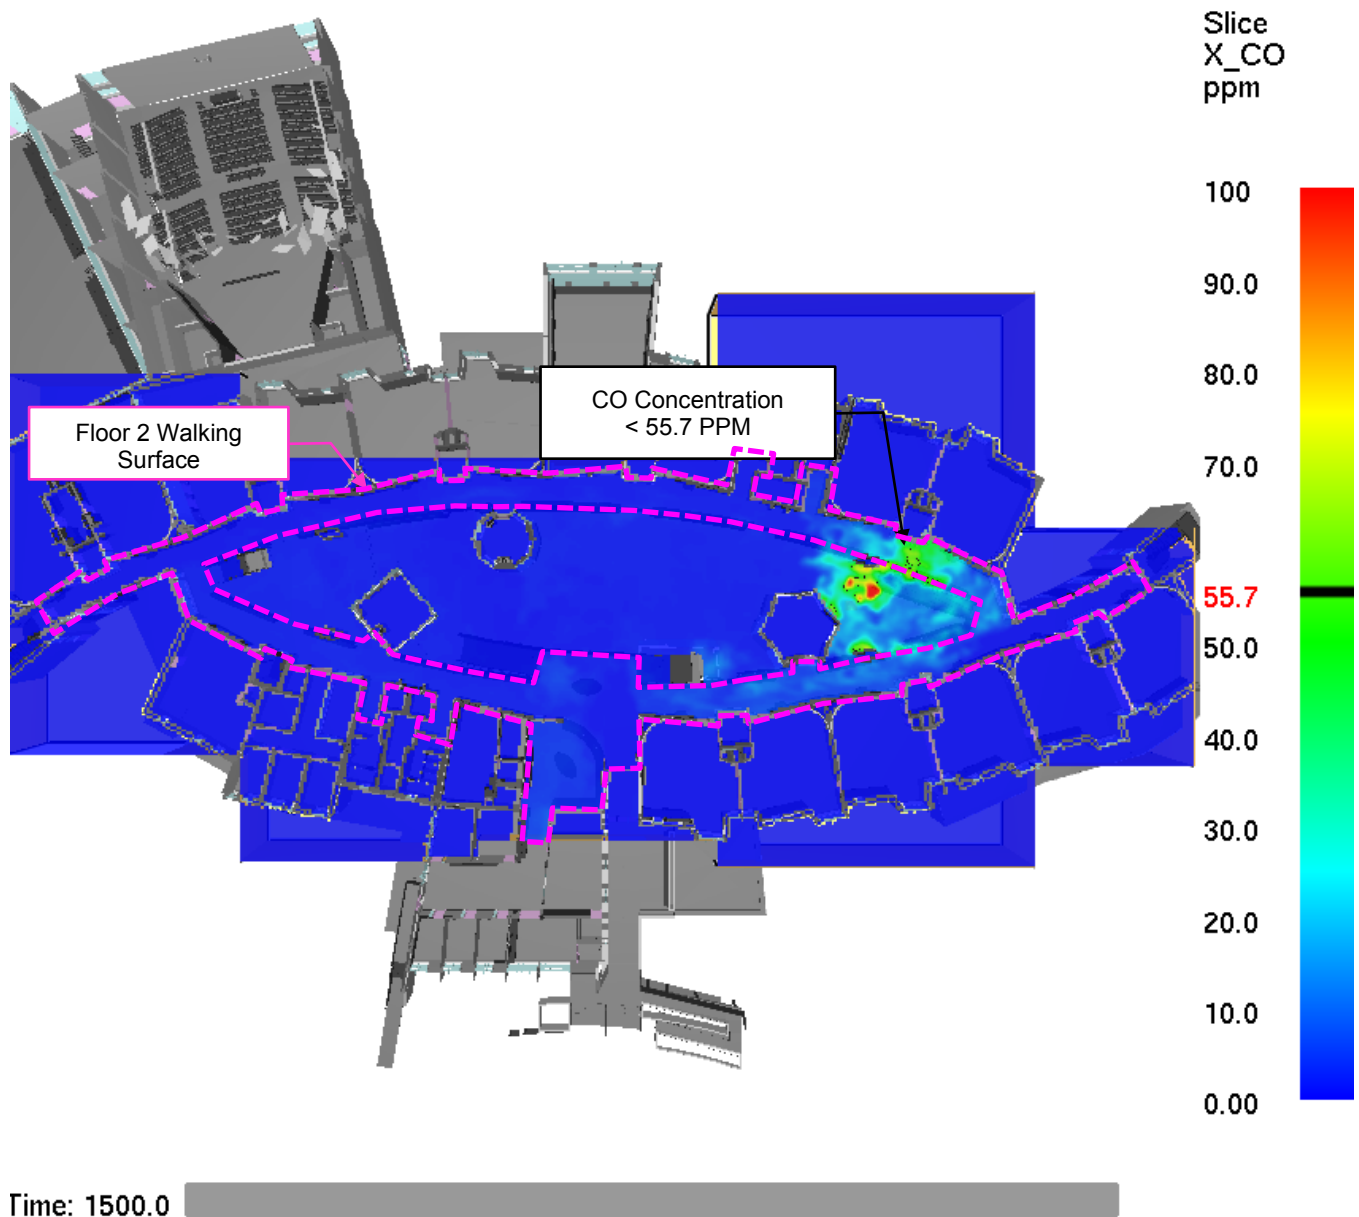 Slice
X_CO
ppm
100
90.0
80.0
70.0
55.7
50.0
40.0
30.0
20.0
10.0
0.00
CO Concentration
< 55.7 PPM
Floor 2 Walking
Surface
Time: 1500.0